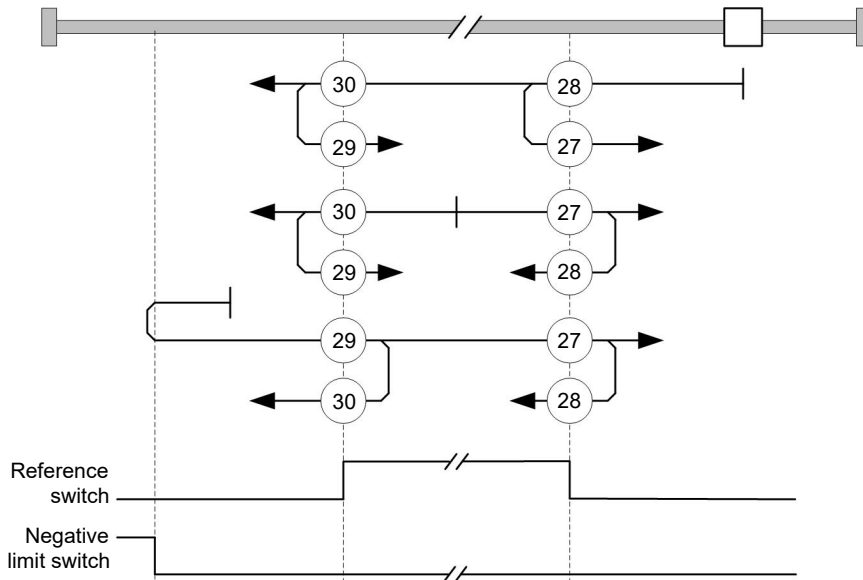 30 28
29 27
30 27
29 28
29 27
30 28
Reference
switch
Negative
limit switch